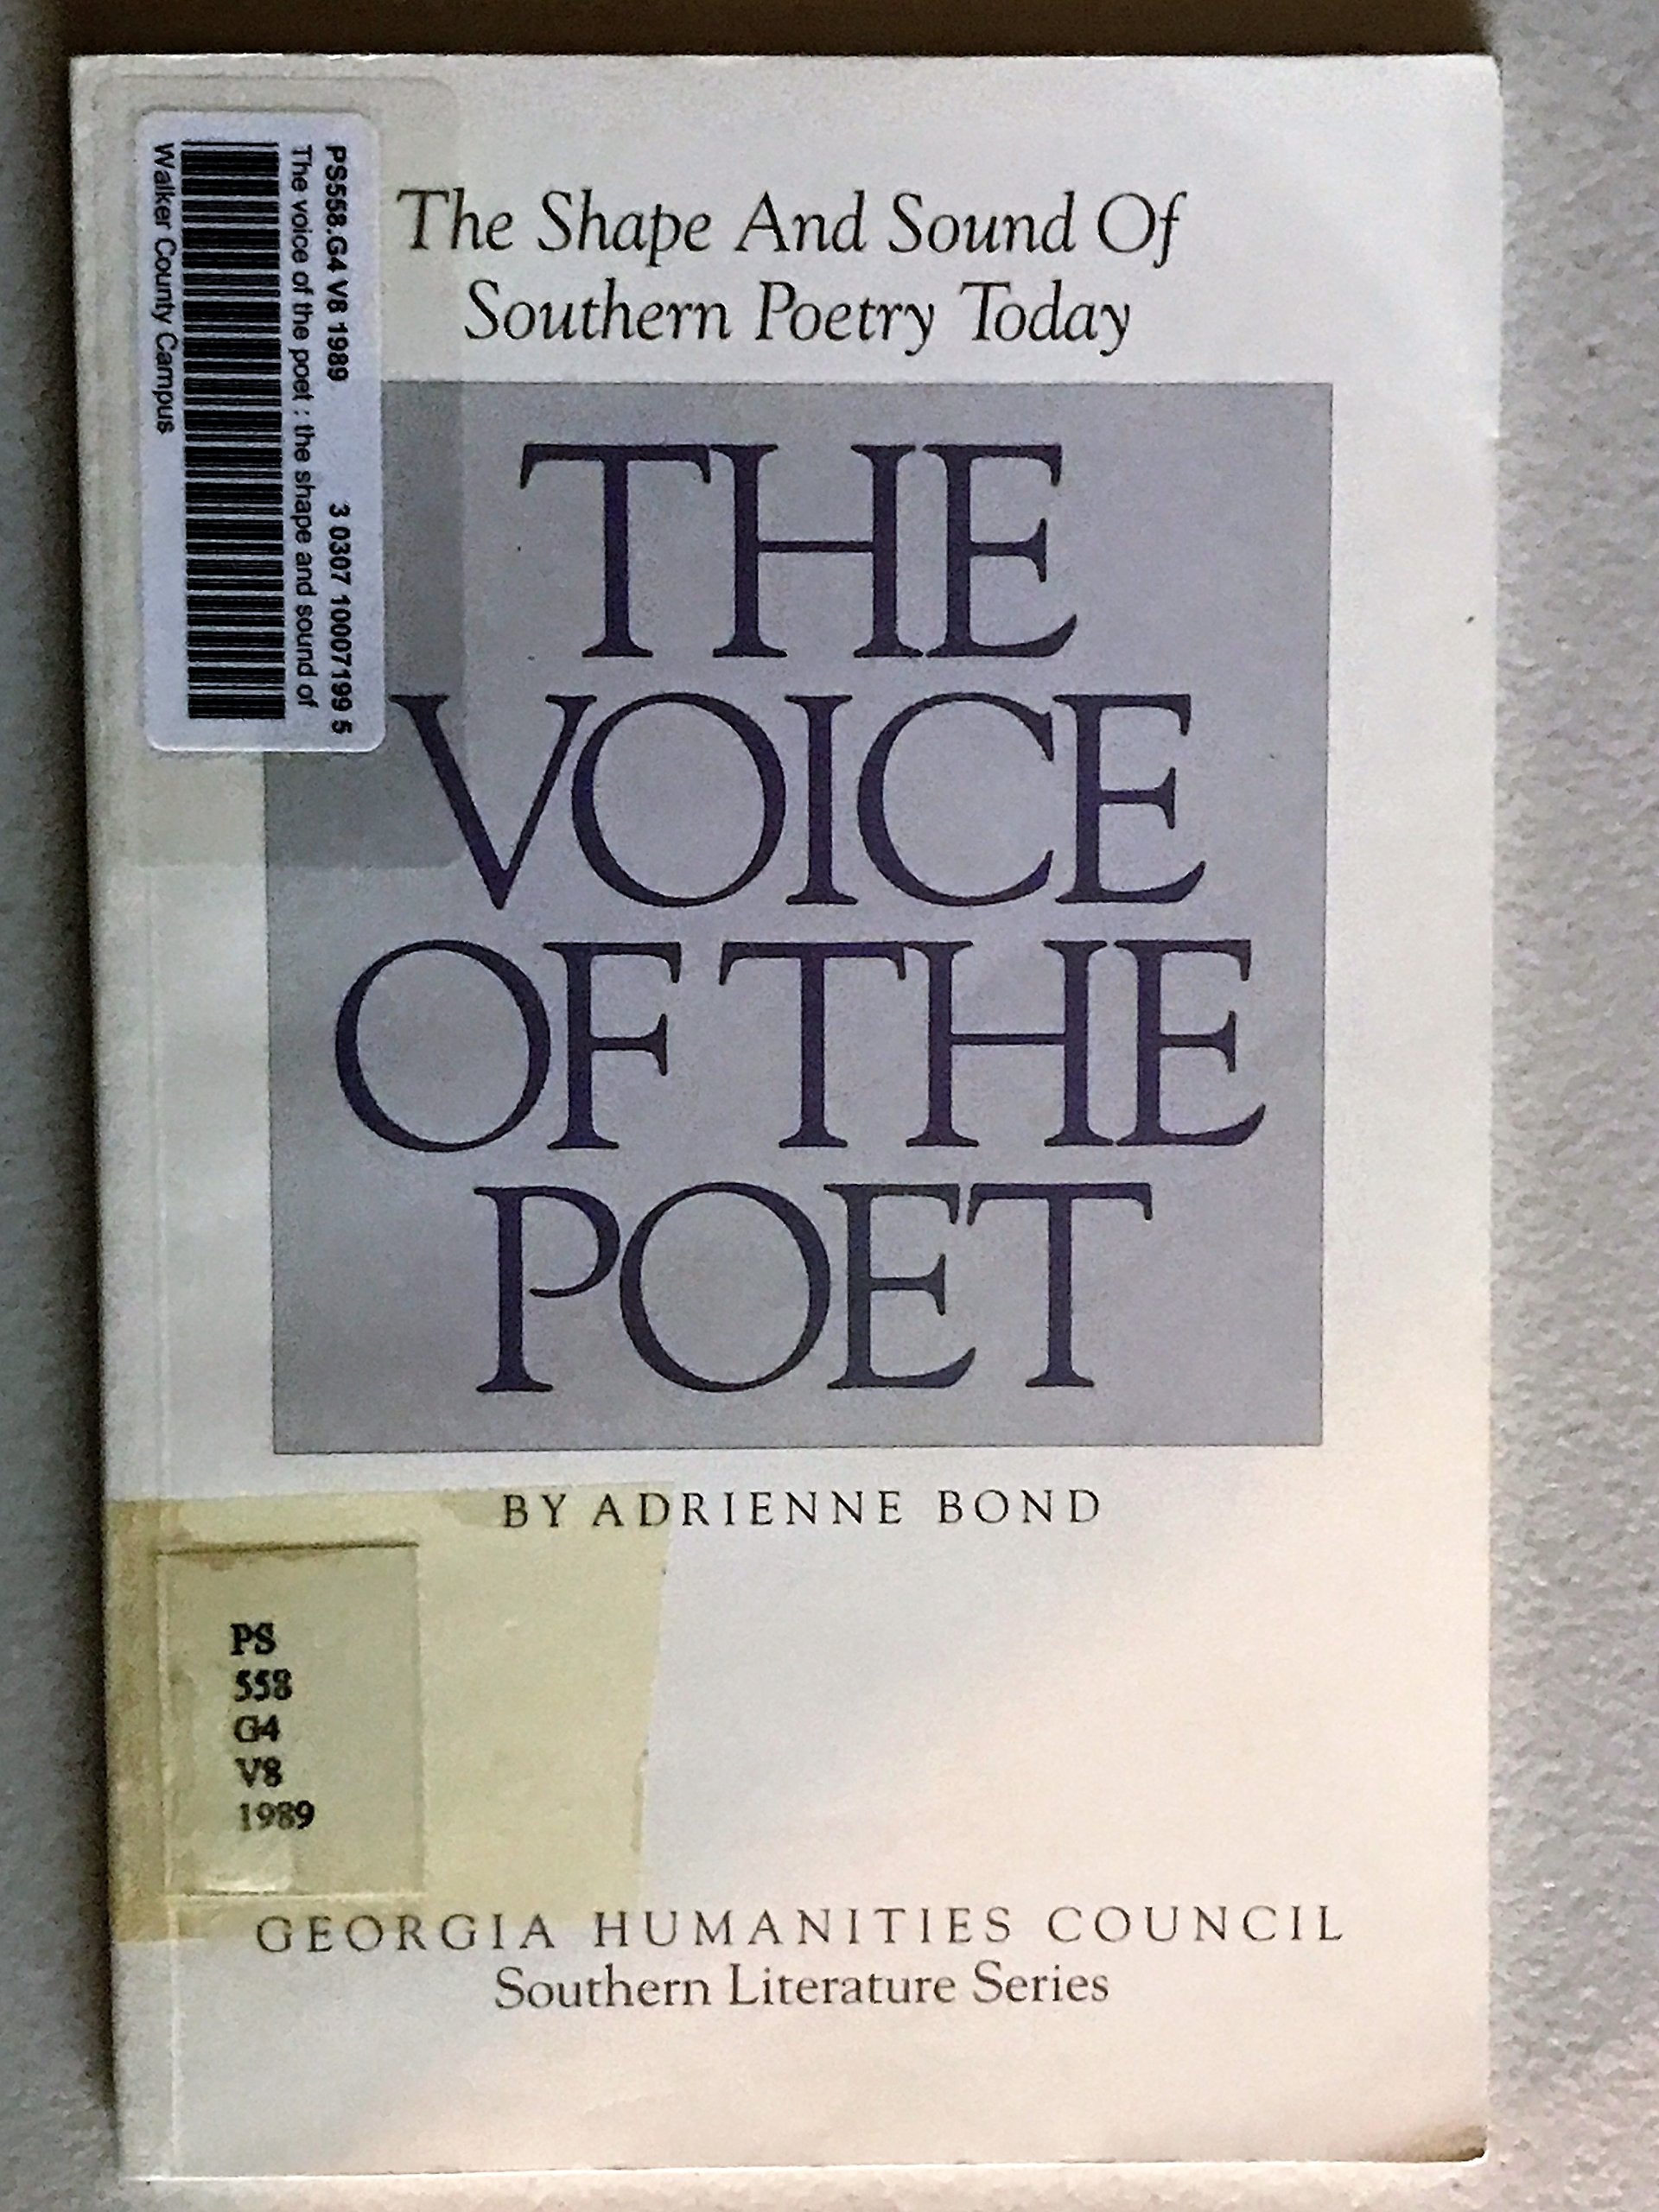 PS558.G4 V8 1989 3 0307 10007199 5
The voice of the poet : the shape and sound of
Walker County Campus
The Shape And Sound Of
Southern Poetry Today
THE
VOICE
OF THE
POET
BY ADRIENNE BOND
PS
558
G4
V8
1989
GEORGIA HUMANITIES COUNCIL
Southern Literature Series